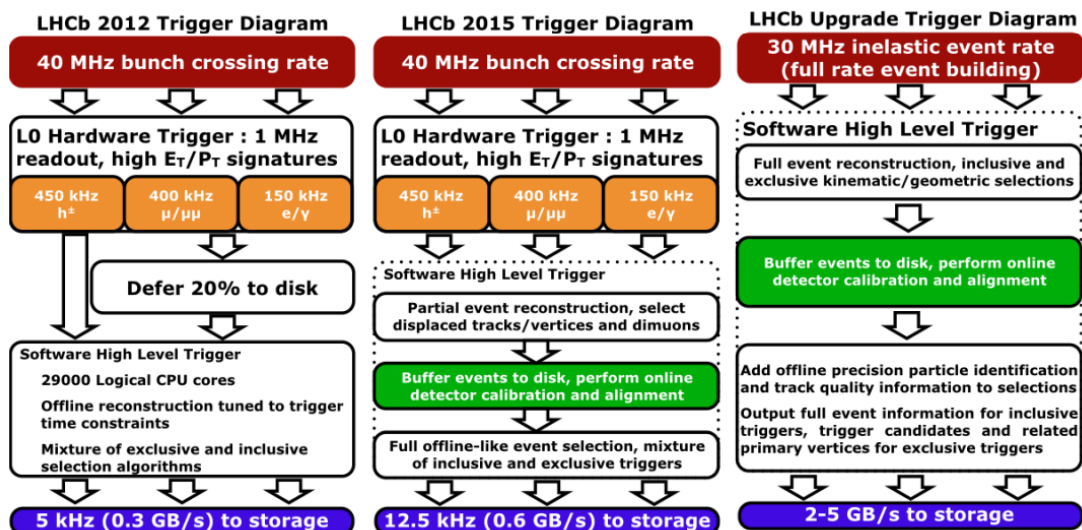 LHCb 2012 Trigger Diagram
40 MHz bunch crossing rate
L0 Hardware Trigger : 1 MHz
readout, high E_T/P_T signatures
450 kHz
h±
400 kHz
μ/μμ
150 kHz
e/γ
Defer 20% to disk
Software High Level Trigger
29000 Logical CPU cores
Offline reconstruction tuned to trigger
time constraints
Mixture of exclusive and inclusive
selection algorithms
5 kHz (0.3 GB/s) to storage
LHCb 2015 Trigger Diagram
40 MHz bunch crossing rate
L0 Hardware Trigger : 1 MHz
readout, high E_T/P_T signatures
450 kHz
h±
400 kHz
μ/μμ
150 kHz
e/γ
Software High Level Trigger
Partial event reconstruction, select
displaced tracks/vertices and dimuons
Buffer events to disk, perform online
detector calibration and alignment
Full offline-like event selection, mixture
of inclusive and exclusive triggers
12.5 kHz (0.6 GB/s) to storage
LHCb Upgrade Trigger Diagram
30 MHz inelastic event rate
(full rate event building)
Software High Level Trigger
Full event reconstruction, inclusive and
exclusive kinematic/geometric selections
Buffer events to disk, perform online
detector calibration and alignment
Add offline precision particle identification
and track quality information to selections
Output full event information for inclusive
triggers, trigger candidates and related
primary vertices for exclusive triggers
2-5 GB/s to storage